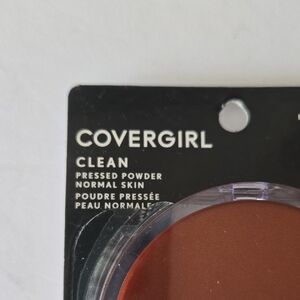 COVERGIRL
CLEAN
PRESSED POWDER
NORMAL SKIN
POUDRE PRESSÉE
PEAU NORMALE